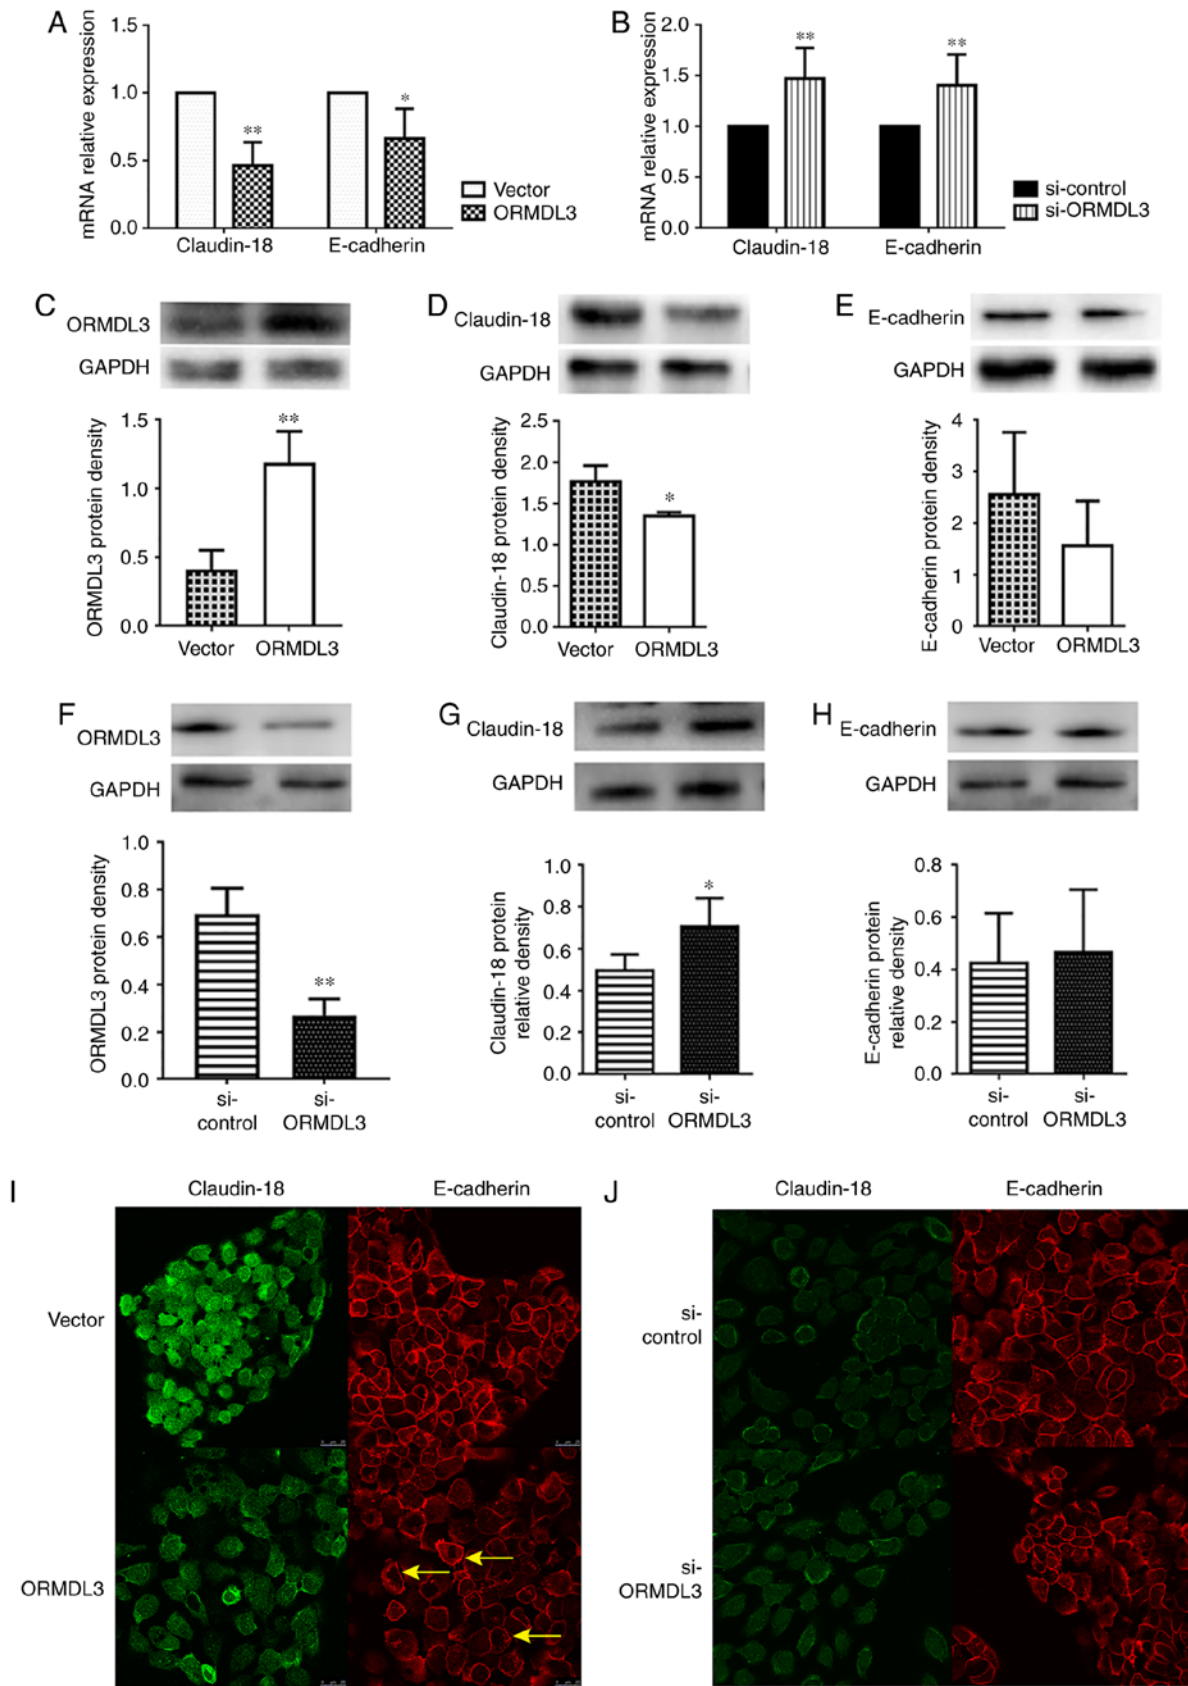 A
mRNA relative expression
1.5
1.0
0.5
0.0
**
*
Claudin-18
E-cadherin
Vector
ORMDL3
B
mRNA relative expression
2.0
1.5
1.0
0.5
0.0
**
**
Claudin-18
E-cadherin
si-control
si-ORMDL3
C
ORMDL3
GAPDH
ORMDL3 protein density
1.5
1.0
0.5
0.0
**
Vector
ORMDL3
D
Claudin-18
GAPDH
Claudin-18 protein density
2.5
2.0
1.5
1.0
0.5
0.0
*
Vector
ORMDL3
E
E-cadherin
GAPDH
E-cadherin protein density
4
3
2
1
0
Vector
ORMDL3
F
ORMDL3
GAPDH
ORMDL3 protein density
1.0
0.8
0.6
0.4
0.2
0.0
**
si-
control
si-
ORMDL3
G
Claudin-18
GAPDH
Claudin-18 protein
relative density
1.0
0.8
0.6
0.4
0.2
0.0
*
si-
control
si-
ORMDL3
H
E-cadherin
GAPDH
E-cadherin protein
relative density
0.8
0.6
0.4
0.2
0.0
si-
control
si-
ORMDL3
I
Claudin-18
E-cadherin
Vector
ORMDL3
J
Claudin-18
E-cadherin
si-
control
si-
ORMDL3